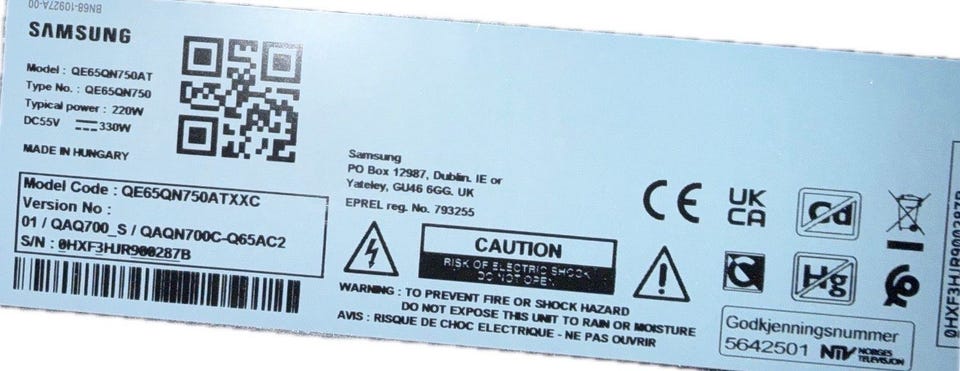 BN68-10927A-00
SAMSUNG
Model : QE65QN750AT
Type No. : QE65QN750
Typical power : 220W
DC55V 330W
MADE IN HUNGARY
Model Code : QE65QN750ATXXC
Version No :
01 / QAQ700_S / QAQN700C-Q65AC2
S/N : 0HXF3HJR900287B
Samsung
PO Box 12987, Dublin. IE or
Yateley, GU46 6GG. UK
EPREL reg. No. 793255
CAUTION
RISK OF ELECTRIC SHOCK
DO NOT OPEN
WARNING : TO PREVENT FIRE OR SHOCK HAZARD
DO NOT EXPOSE THIS UNIT TO RAIN OR MOISTURE
AVIS : RISQUE DE CHOC ELECTRIQUE - NE PAS OUVRIR
CE
UK
CA
Cd
Hg
Godkjenningsnummer
5642501 NTV NORGES
TELEVISJON
0HXF3HJR900287B